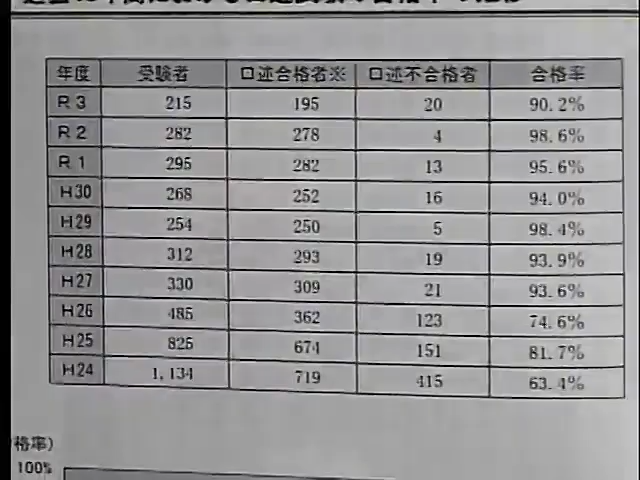 年度 受験者 口述合格者※ 口述不合格者 合格率
R3 215 195 20 90.2%
R2 282 278 4 98.6%
R1 295 282 13 95.6%
H30 268 252 16 94.0%
H29 254 250 5 98.4%
H28 312 293 19 93.9%
H27 330 309 21 93.6%
H26 485 362 123 74.6%
H25 825 674 151 81.7%
H24 1,134 719 415 63.4%
格率)
100%